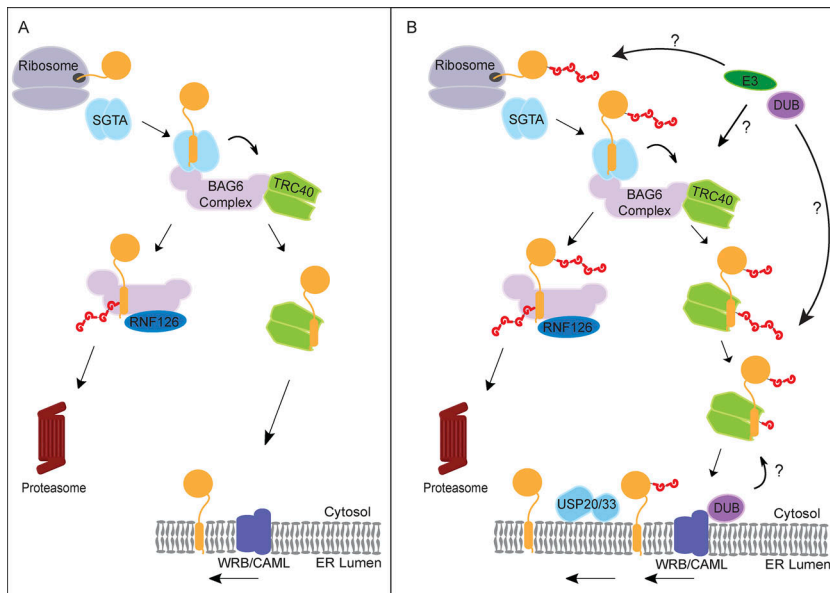 A
Ribosome
SGTA
BAG6
Complex
TRC40
RNF126
Proteasome
Cytosol
WRB/CAML
ER Lumen
B
?
Ribosome
E3
DUB
SGTA
?
BAG6
Complex
TRC40
?
RNF126
Proteasome
USP20/33
?
DUB
Cytosol
WRB/CAML
ER Lumen